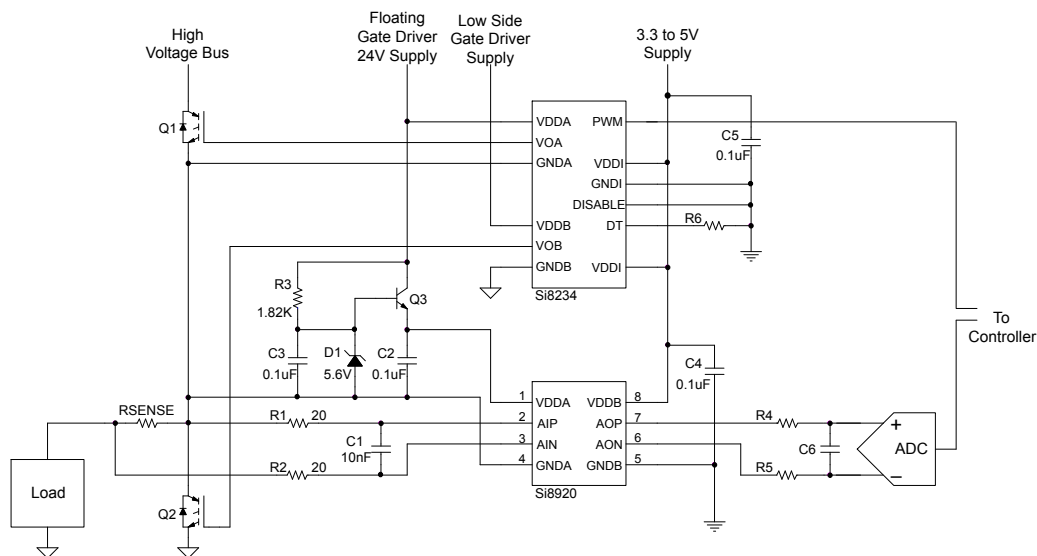 High
Voltage Bus
Floating
Gate Driver
24V Supply
Low Side
Gate Driver
Supply
3.3 to 5V
Supply
Q1
VDDA
VOA
GNDA
VDDB
VOB
GNDB
PWM
VDDI
GNDI
DISABLE
DT
VDDI
Si8234
C5
0.1uF
R6
R3
1.82K
Q3
C3
0.1uF
D1
5.6V
C2
0.1uF
C4
0.1uF
To
Controller
RSENSE
R1 20
C1
10nF
R2 20
1
2
3
4
VDDA
AIP
AIN
GNDA
VDDB
AOP
AON
GNDB
8
7
6
5
Si8920
R4
C6
R5
+
ADC
−
Load
Q2